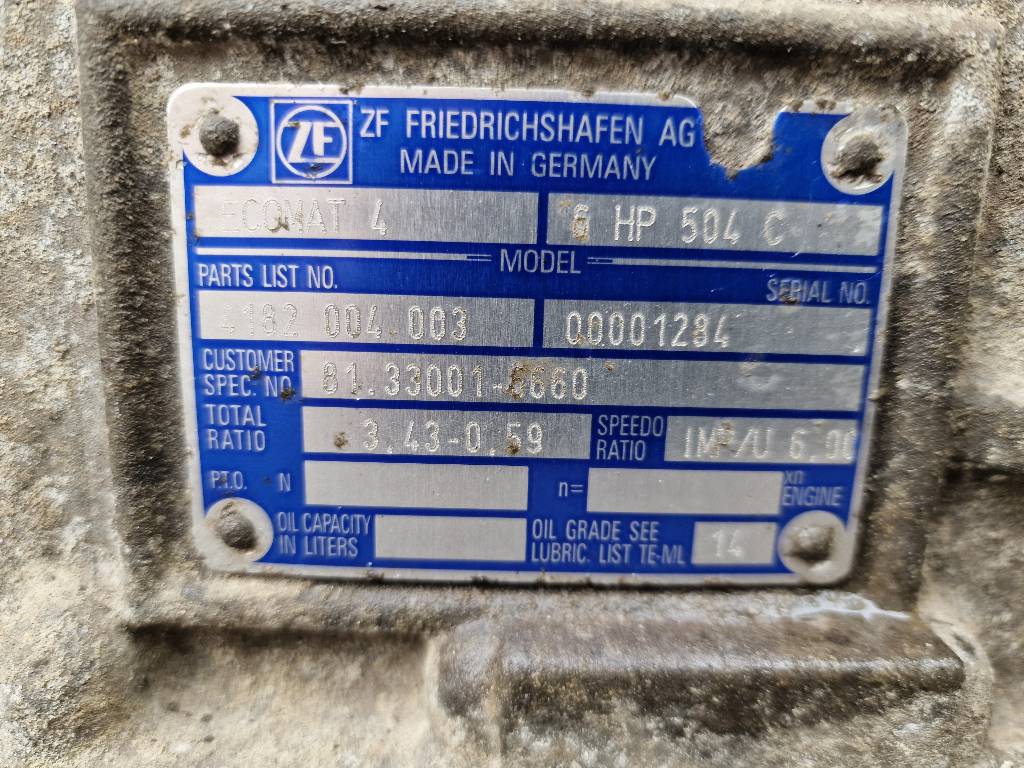 ZF ZF FRIEDRICHSHAFEN AG
MADE IN GERMANY
ECOMAT 4 6 HP 504 C
MODEL
PARTS LIST NO. SERIAL NO.
4182 004 003 00001284
CUSTOMER
SPEC. NO. 81.33001-6660
TOTAL
RATIO 3,43-0,59 SPEEDO
RATIO IMP/U 6,00
P.T.O. N n= xn
ENGINE
OIL CAPACITY
IN LITERS OIL GRADE SEE
LUBRIC. LIST TE-ML 14